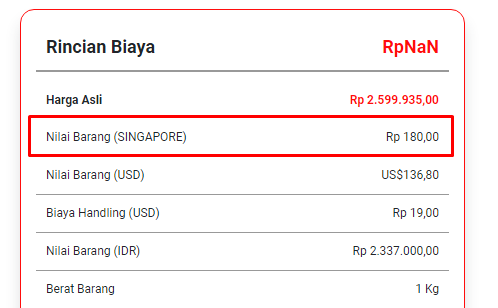 Rincian Biaya RpNaN
Harga Asli Rp 2.599.935,00
Nilai Barang (SINGAPORE) Rp 180,00
Nilai Barang (USD) US$136,80
Biaya Handling (USD) Rp 19,00
Nilai Barang (IDR) Rp 2.337.000,00
Berat Barang 1 Kg